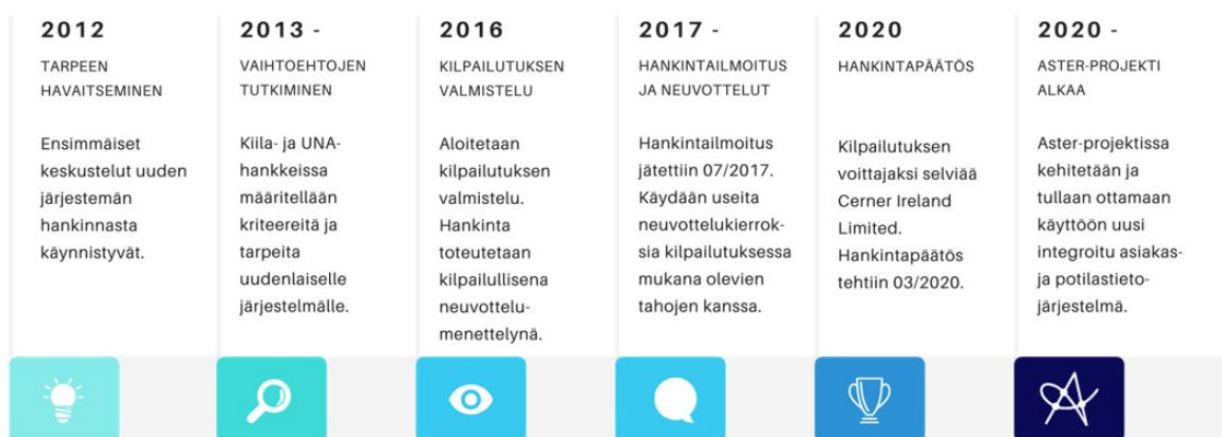 2012
TARPEEN
HAVAITSEMINEN
Ensimmäiset
keskustelut uuden
järjestemän
hankinnasta
käynnistyvät.
2013 -
VAIHTOEHTOJEN
TUTKIMINEN
Kiila- ja UNA-
hankkeissa
määritellään
kriteereitä ja
tarpeita
uudenlaiselle
järjestelmälle.
2016
KILPAILUTUKSEN
VALMISTELU
Aloitetaan
kilpailutuksen
valmistelu.
Hankinta
toteutetaan
kilpailullisena
neuvottelu-
menettelynä.
2017 -
HANKINTAILMOITUS
JA NEUVOTTELUT
Hankintailmoitus
jätettiin 07/2017.
Käydään useita
neuvottelukierrok-
sia kilpailutuksessa
mukana olevien
tahojen kanssa.
2020
HANKINTAPÄÄTÖS
Kilpailutuksen
voittajaksi selviää
Cerner Ireland
Limited.
Hankintapäätös
tehtiin 03/2020.
2020 -
ASTER-PROJEKTI
ALKAA
Aster-projektissa
kehitetään ja
tullaan ottamaan
käyttöön uusi
integroitu asiakas-
ja potilastieto-
järjestelmä.